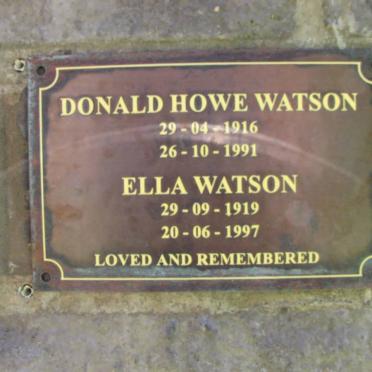 DONALD HOWE WATSON
29 - 04 - 1916
26 - 10 - 1991
ELLA WATSON
29 - 09 - 1919
20 - 06 - 1997
LOVED AND REMEMBERED